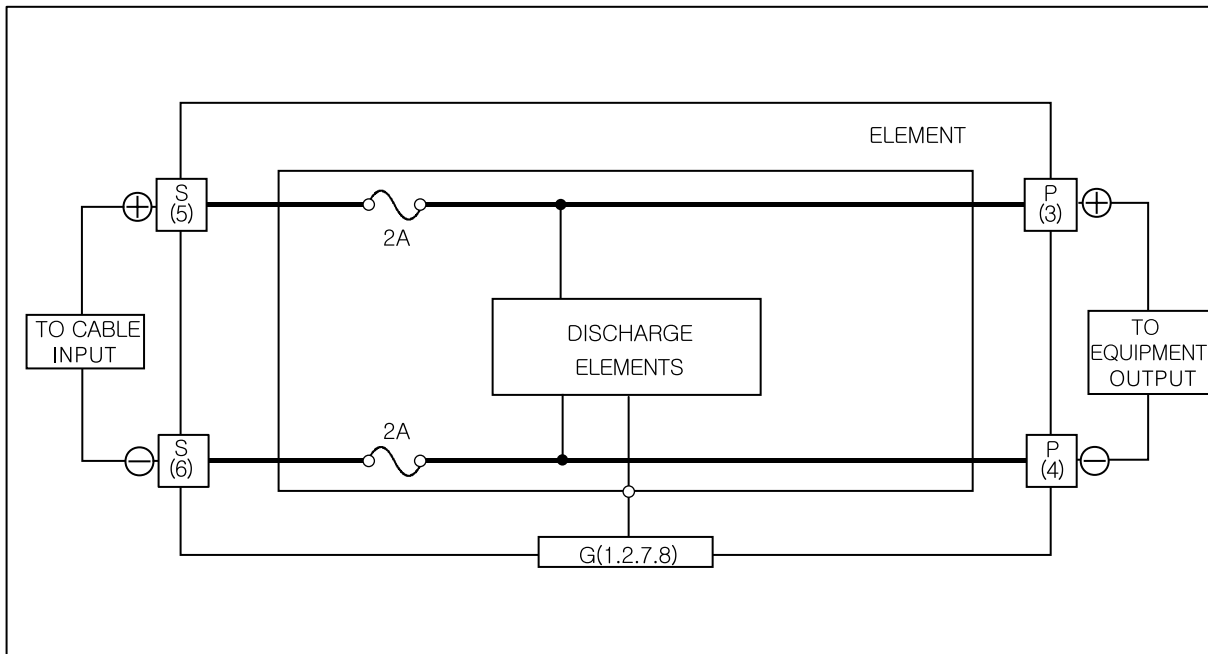 ELEMENT
S
(5)
2A
P
(3)
TO CABLE
INPUT
DISCHARGE
ELEMENTS
TO
EQUIPMENT
OUTPUT
S
(6)
2A
P
(4)
G(1.2.7.8)